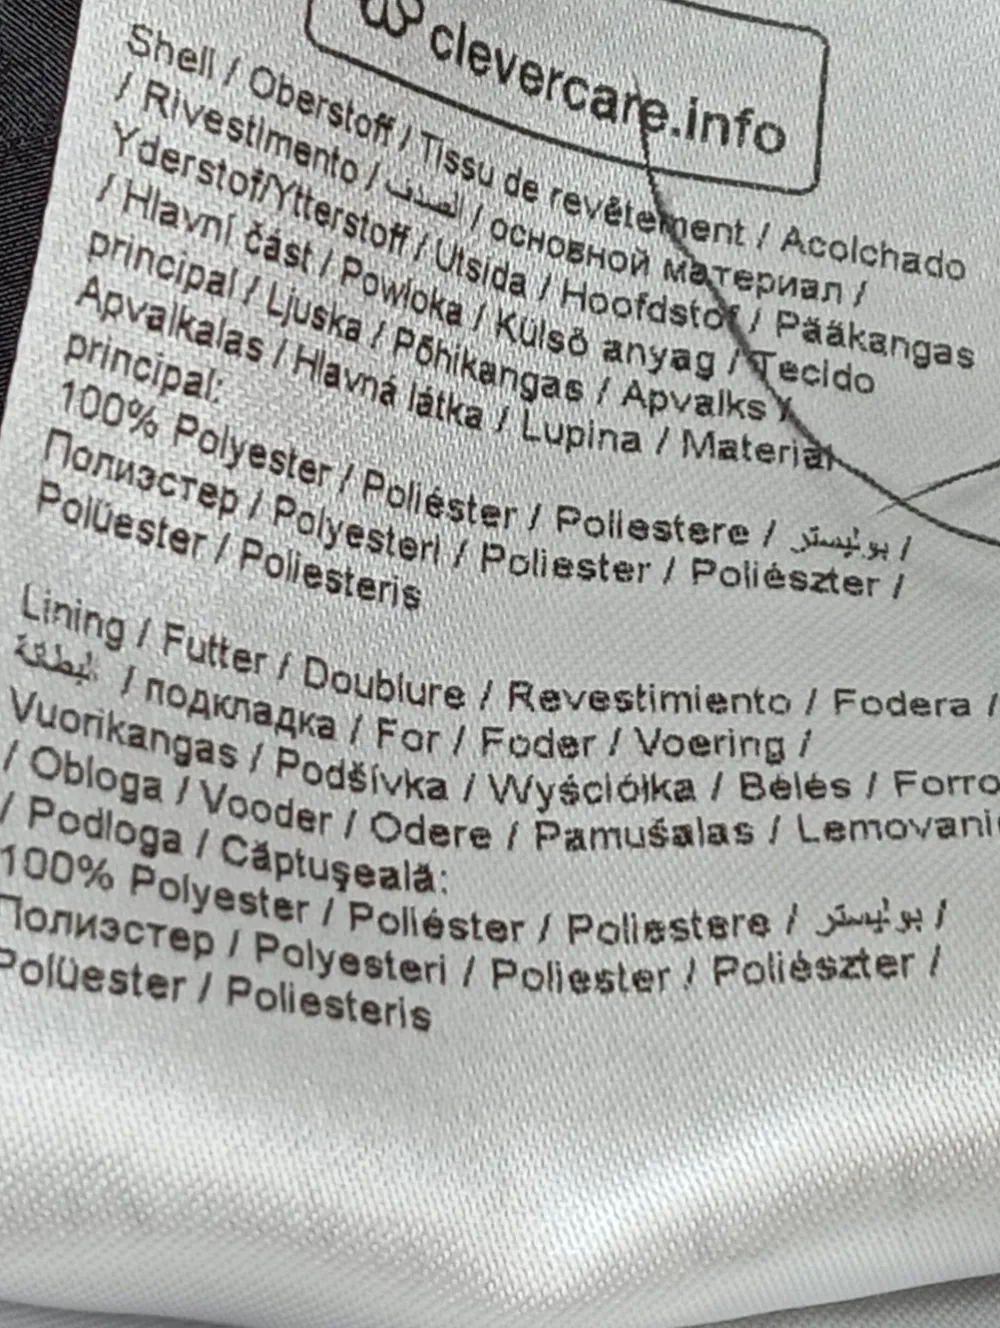 clevercare.info
Shell / Oberstoff / Tissu de revêtement / Acolchado
/ Rivestimento / الصدف / основной материал /
Yderstof/Ytterstoff / Utsida / Hoofdstof / Pääkangas
/ Hlavní část / Powłoka / Külső anyag / Tecido
principal / Ljuska / Põhikangas / Apvalks /
Apvalkalas / Hlavná látka / Lupina / Material
principal:
100% Polyester / Poliéster / Poliestere / بوليستر /
Полиэстер / Polyesteri / Poliester / Poliészter /
Polüester / Poliesteris
Lining / Futter / Doublure / Revestimiento / Fodera /
/ подкладка / For / Foder / Voering /
Vuorikangas / Podšívka / Wyściółka / Bélés / Forro
/ Obloga / Vooder / Odere / Pamušalas / Lemovani
/ Podloga / Căptuşeală:
100% Polyester / Poliéster / Poliestere / بوليستر /
Полиэстер / Polyesteri / Poliester / Poliészter /
Polüester / Poliesteris